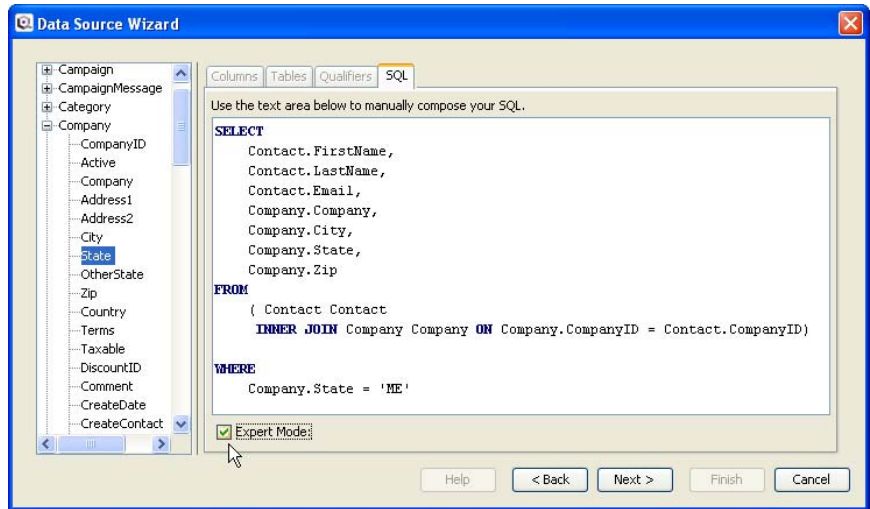 Data Source Wizard
Campaign
CampaignMessage
Category
Company
CompanyID
Active
Company
Address1
Address2
City
State
OtherState
Zip
Country
Terms
Taxable
DiscountID
Comment
CreateDate
CreateContact
Columns Tables Qualifiers SQL
Use the text area below to manually compose your SQL.
SELECT
Contact.FirstName,
Contact.LastName,
Contact.Email,
Company.Company,
Company.City,
Company.State,
Company.Zip
FROM
( Contact Contact
INNER JOIN Company Company ON Company.CompanyID = Contact.CompanyID)
WHERE
Company.State = 'ME'
Expert Mode:
Help < Back Next > Finish Cancel